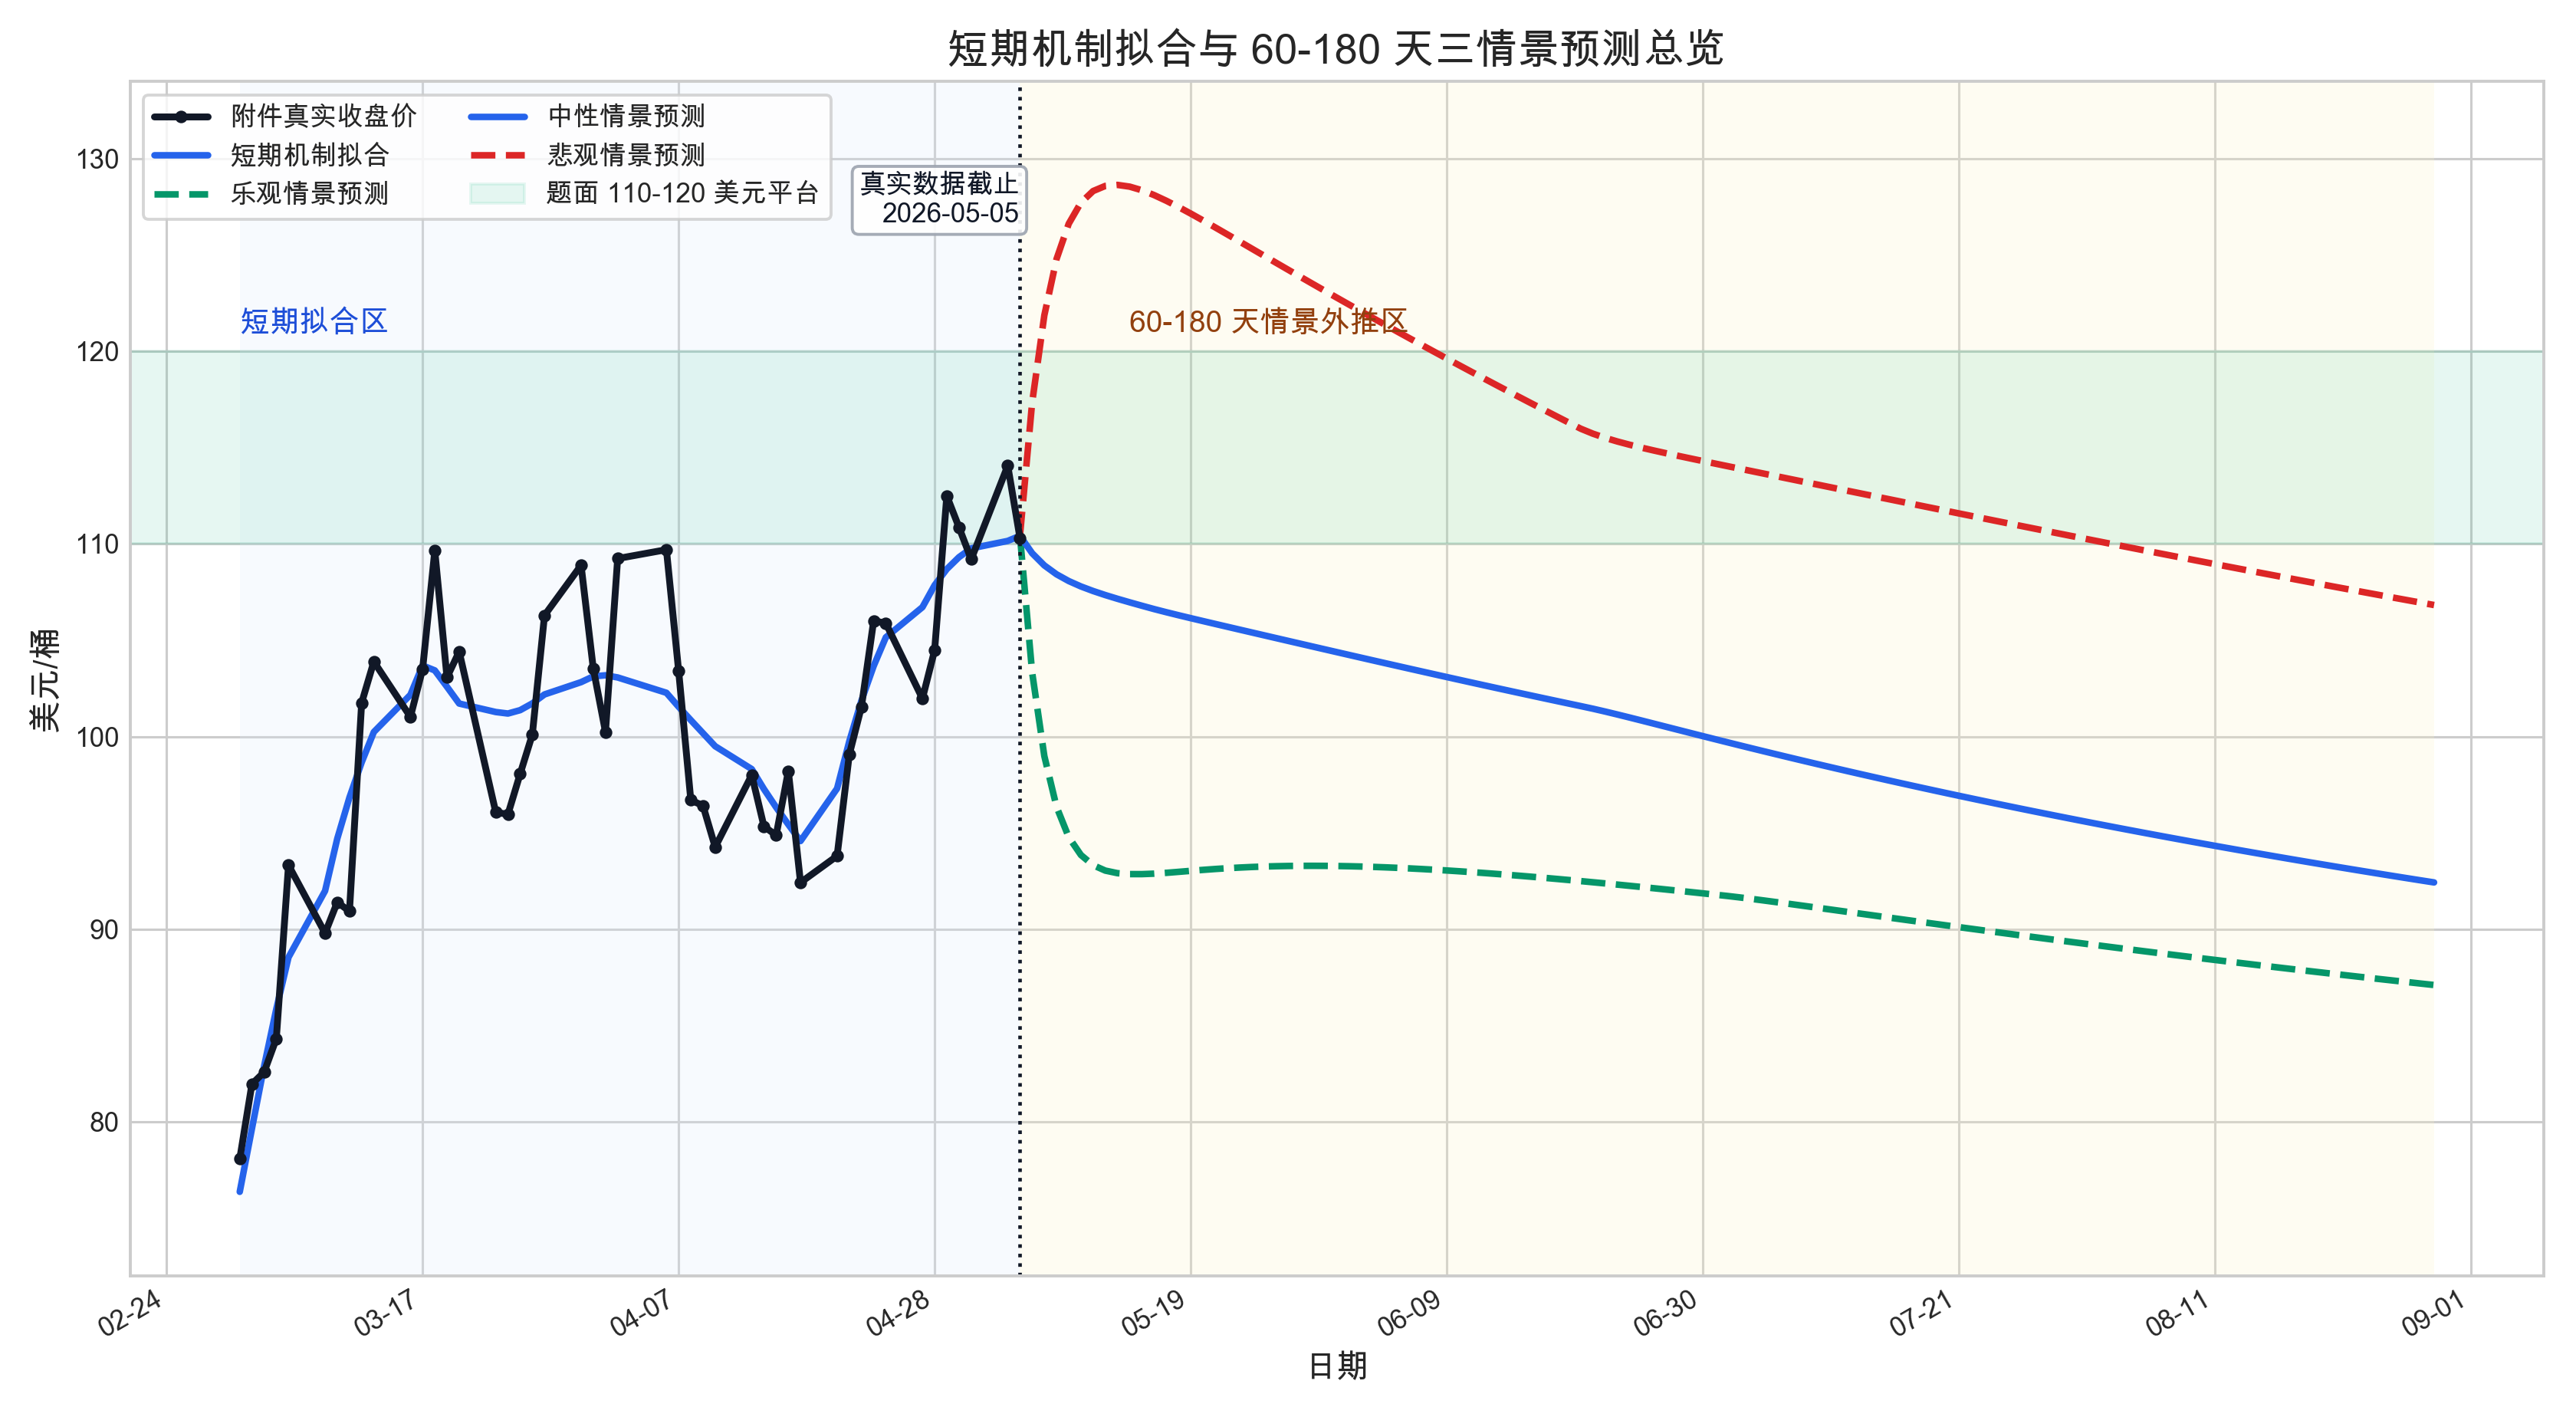 短期机制拟合与 60-180 天三情景预测总览
附件真实收盘价
短期机制拟合
乐观情景预测
中性情景预测
悲观情景预测
题面 110-120 美元平台
真实数据截止
2026-05-05
短期拟合区
60-180 天情景外推区
美元/桶
130
120
110
100
90
80
02-24
03-17
04-07
04-28
05-19
06-09
06-30
07-21
08-11
09-01
日期